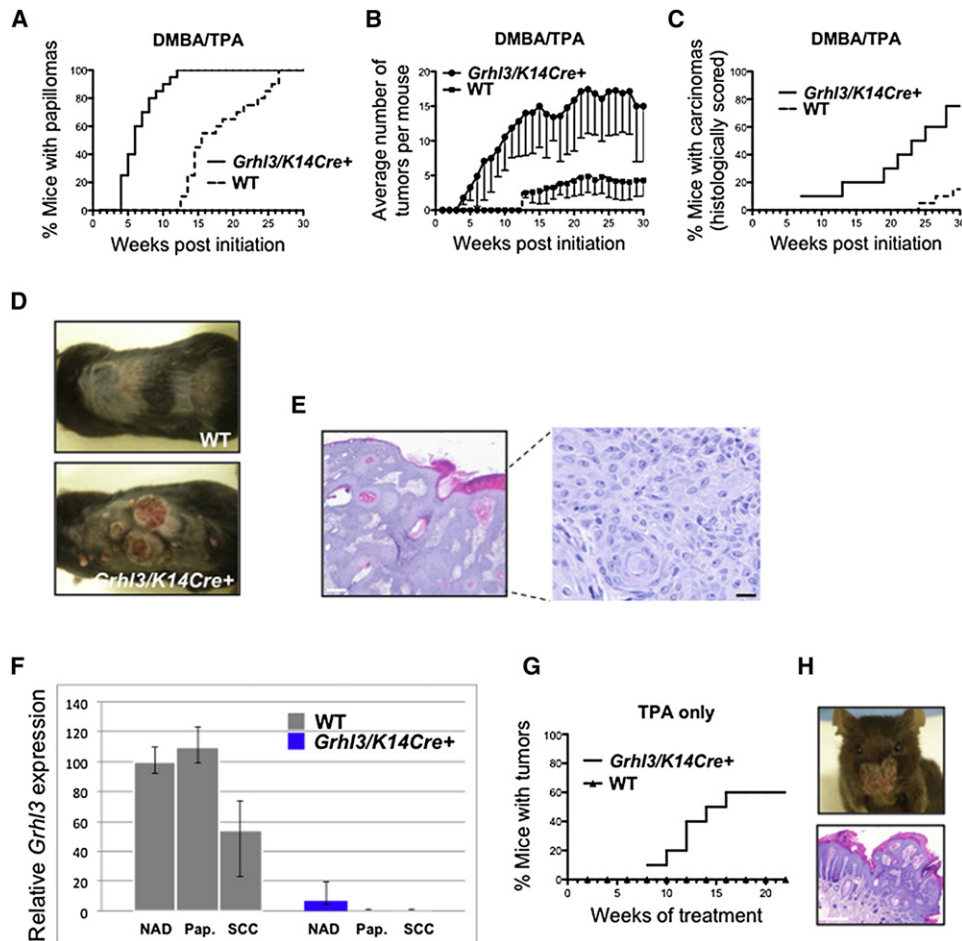 A
DMBA/TPA
% Mice with papillomas
100
80
60
40
20
0
0 5 10 15 20 25 30
Weeks post initiation
Grhl3/K14Cre+
WT
B
DMBA/TPA
Average number of
tumors per mouse
20
15
10
5
0
0 5 10 15 20 25 30
Weeks post initiation
Grhl3/K14Cre+
WT
C
DMBA/TPA
% Mice with carcinomas
(histologically scored)
100
80
60
40
20
0
0 5 10 15 20 25 30
Weeks post initiation
Grhl3/K14Cre+
WT
D
WT
Grhl3/K14Cre+
E
F
Relative Grhl3 expression
140
120
100
80
60
40
20
0
WT
Grhl3/K14Cre+
NAD Pap. SCC NAD Pap. SCC
G
TPA only
% Mice with tumors
100
80
60
40
20
0
0 5 10 15 20
Weeks of treatment
Grhl3/K14Cre+
WT
H